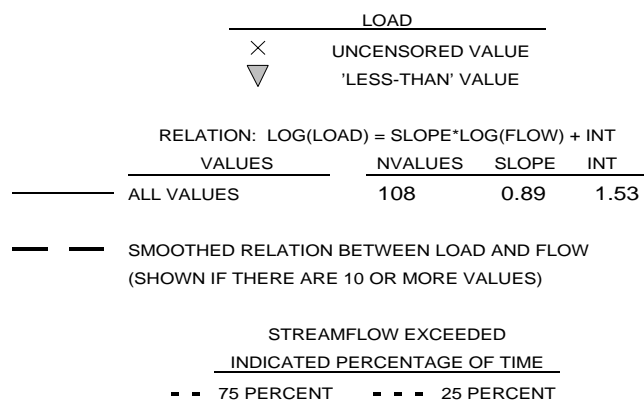 LOAD
UNCENSORED VALUE
'LESS-THAN' VALUE
RELATION: LOG(LOAD) = SLOPE*LOG(FLOW) + INT
VALUES NVALUES SLOPE INT
ALL VALUES 108 0.89 1.53
SMOOTHED RELATION BETWEEN LOAD AND FLOW
(SHOWN IF THERE ARE 10 OR MORE VALUES)
STREAMFLOW EXCEEDED
INDICATED PERCENTAGE OF TIME
75 PERCENT 25 PERCENT